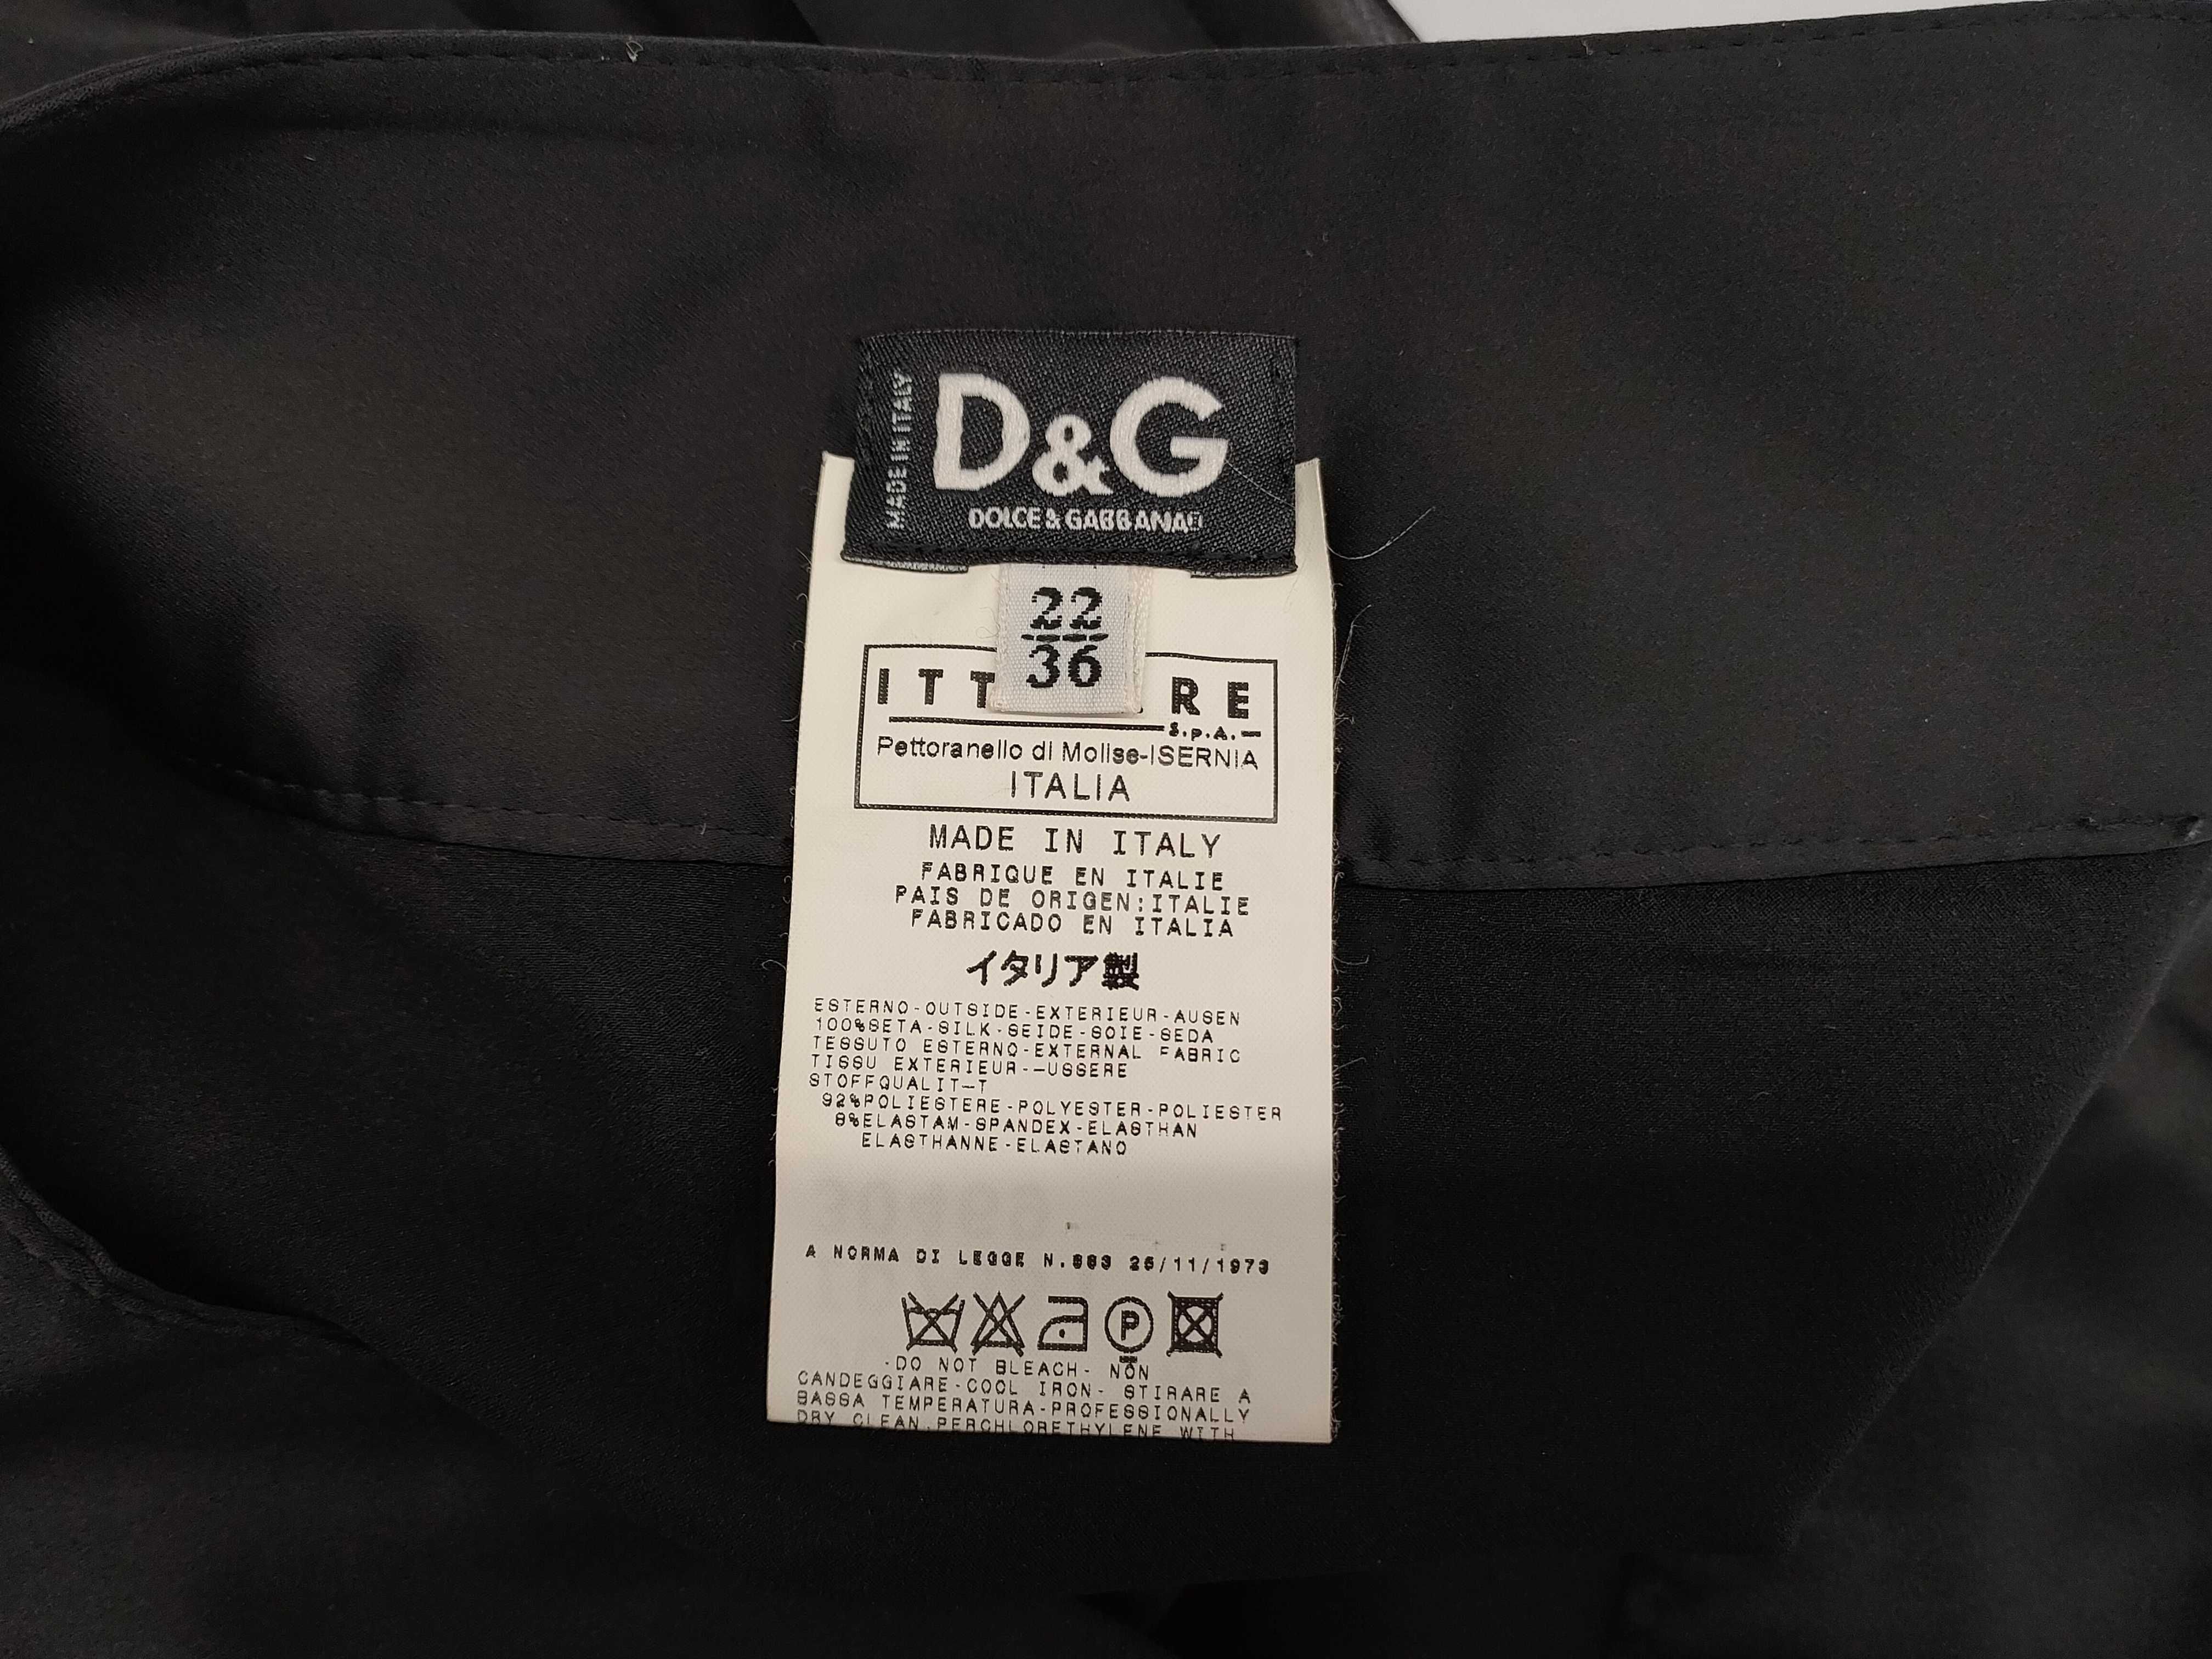 MADE IN ITALY
D&G
DOLCE & GABBANA
22
36
ITT RE
S.p.A.
Pettoranello di Molise-ISERNIA
ITALIA
MADE IN ITALY
FABRIQUE EN ITALIE
PAIS DE ORIGEN:ITALIE
FABRICADO EN ITALIA
イタリア製
ESTERNO-OUTSIDE-EXTERIEUR-AUSEN
100%SETA-SILK-SEIDE-SOIE-SEDA
TESSUTO ESTERNO-EXTERNAL FABRIC
TISSU EXTERIEUR-—USSERE
STOFFQUALIT—T
92%POLIESTERE-POLYESTER-POLIESTER
8%ELASTAM-SPANDEX-ELASTHAN
ELASTHANNE-ELASTANO
A NORMA DI LEGGE N.883 26/11/1973
P
-DO NOT BLEACH- NON
CANDEGGIARE-COOL IRON- STIRARE A
BASSA TEMPERATURA-PROFESSIONALLY
DRY CLEAN.PERCHLORETHYLENE WITH